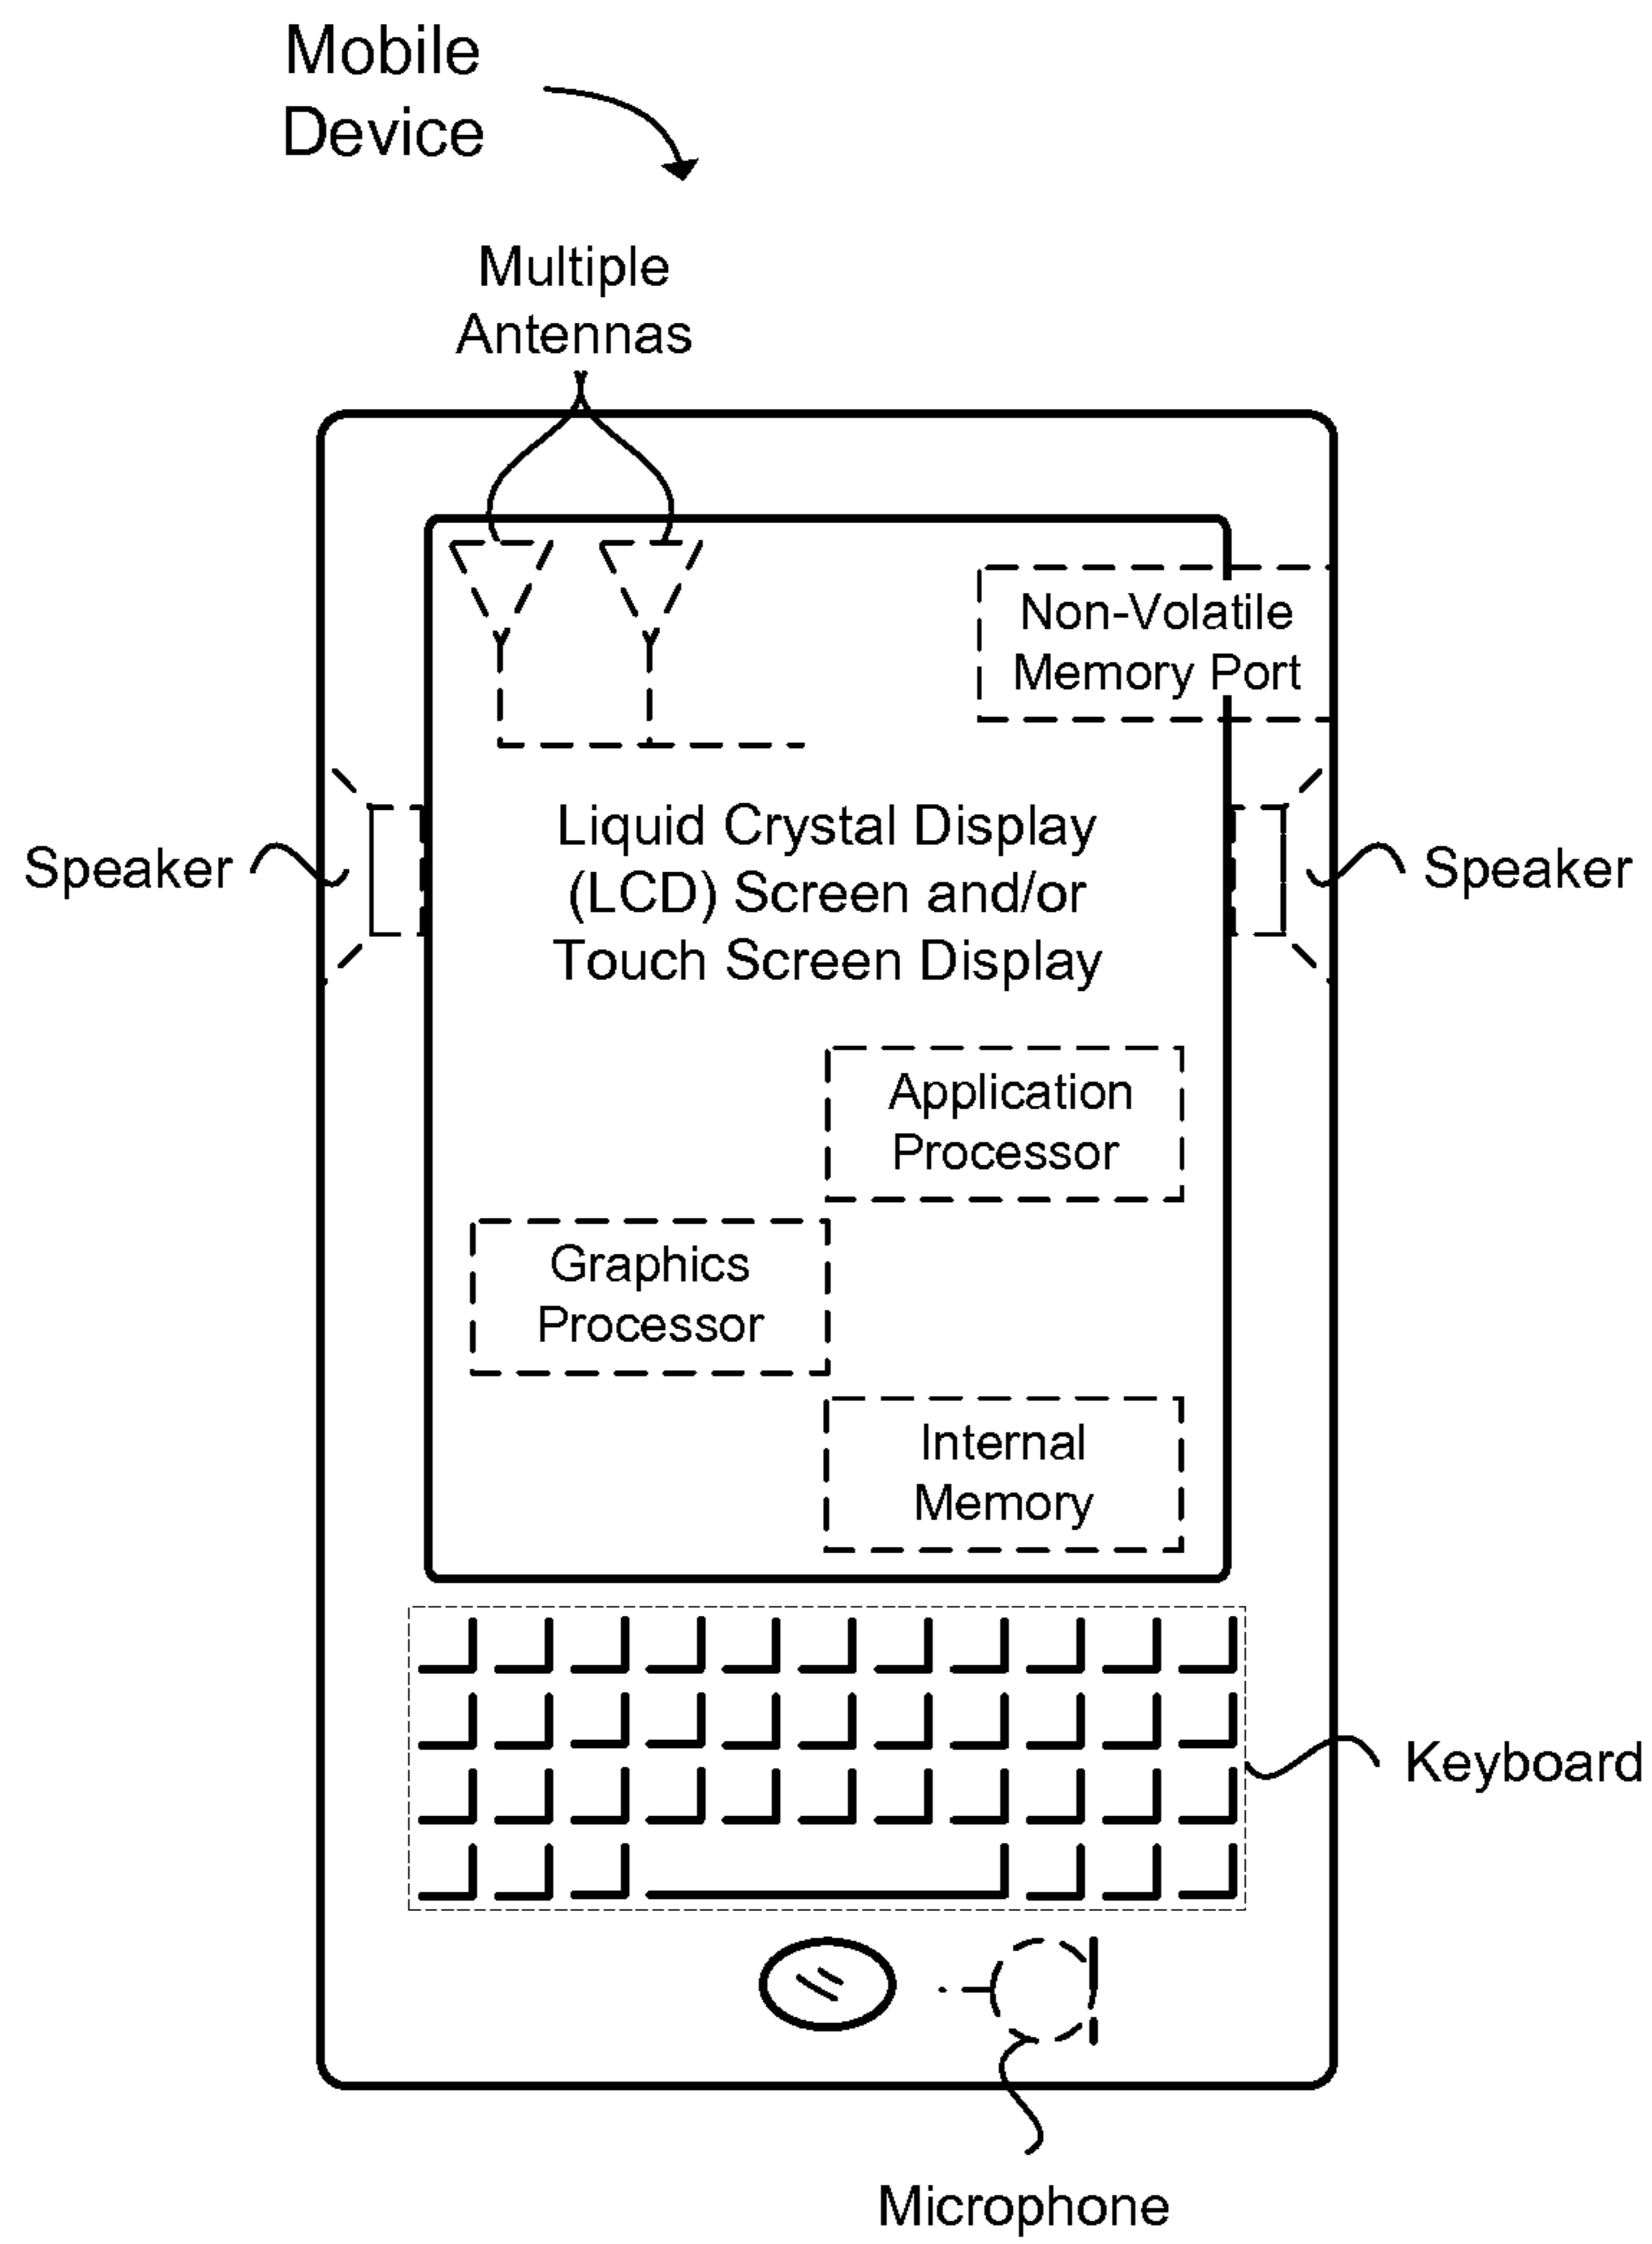 Mobile
Device
Multiple
Antennas
Non-Volatile
Memory Port
Liquid Crystal Display
(LCD) Screen and/or
Touch Screen Display
Speaker
Speaker
Application
Processor
Graphics
Processor
Internal
Memory
Keyboard
Microphone